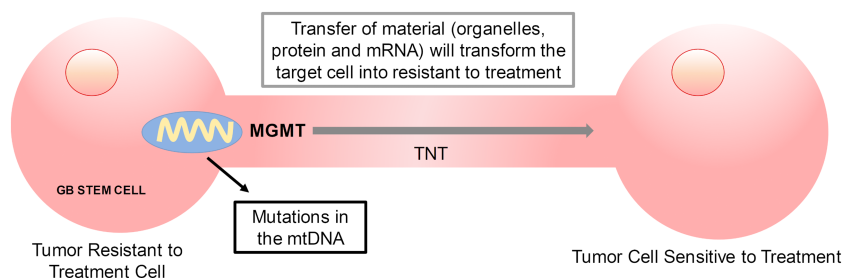 Transfer of material (organelles,
protein and mRNA) will transform the
target cell into resistant to treatment
MGMT
TNT
GB STEM CELL
Mutations in
the mtDNA
Tumor Resistant to
Treatment Cell
Tumor Cell Sensitive to Treatment